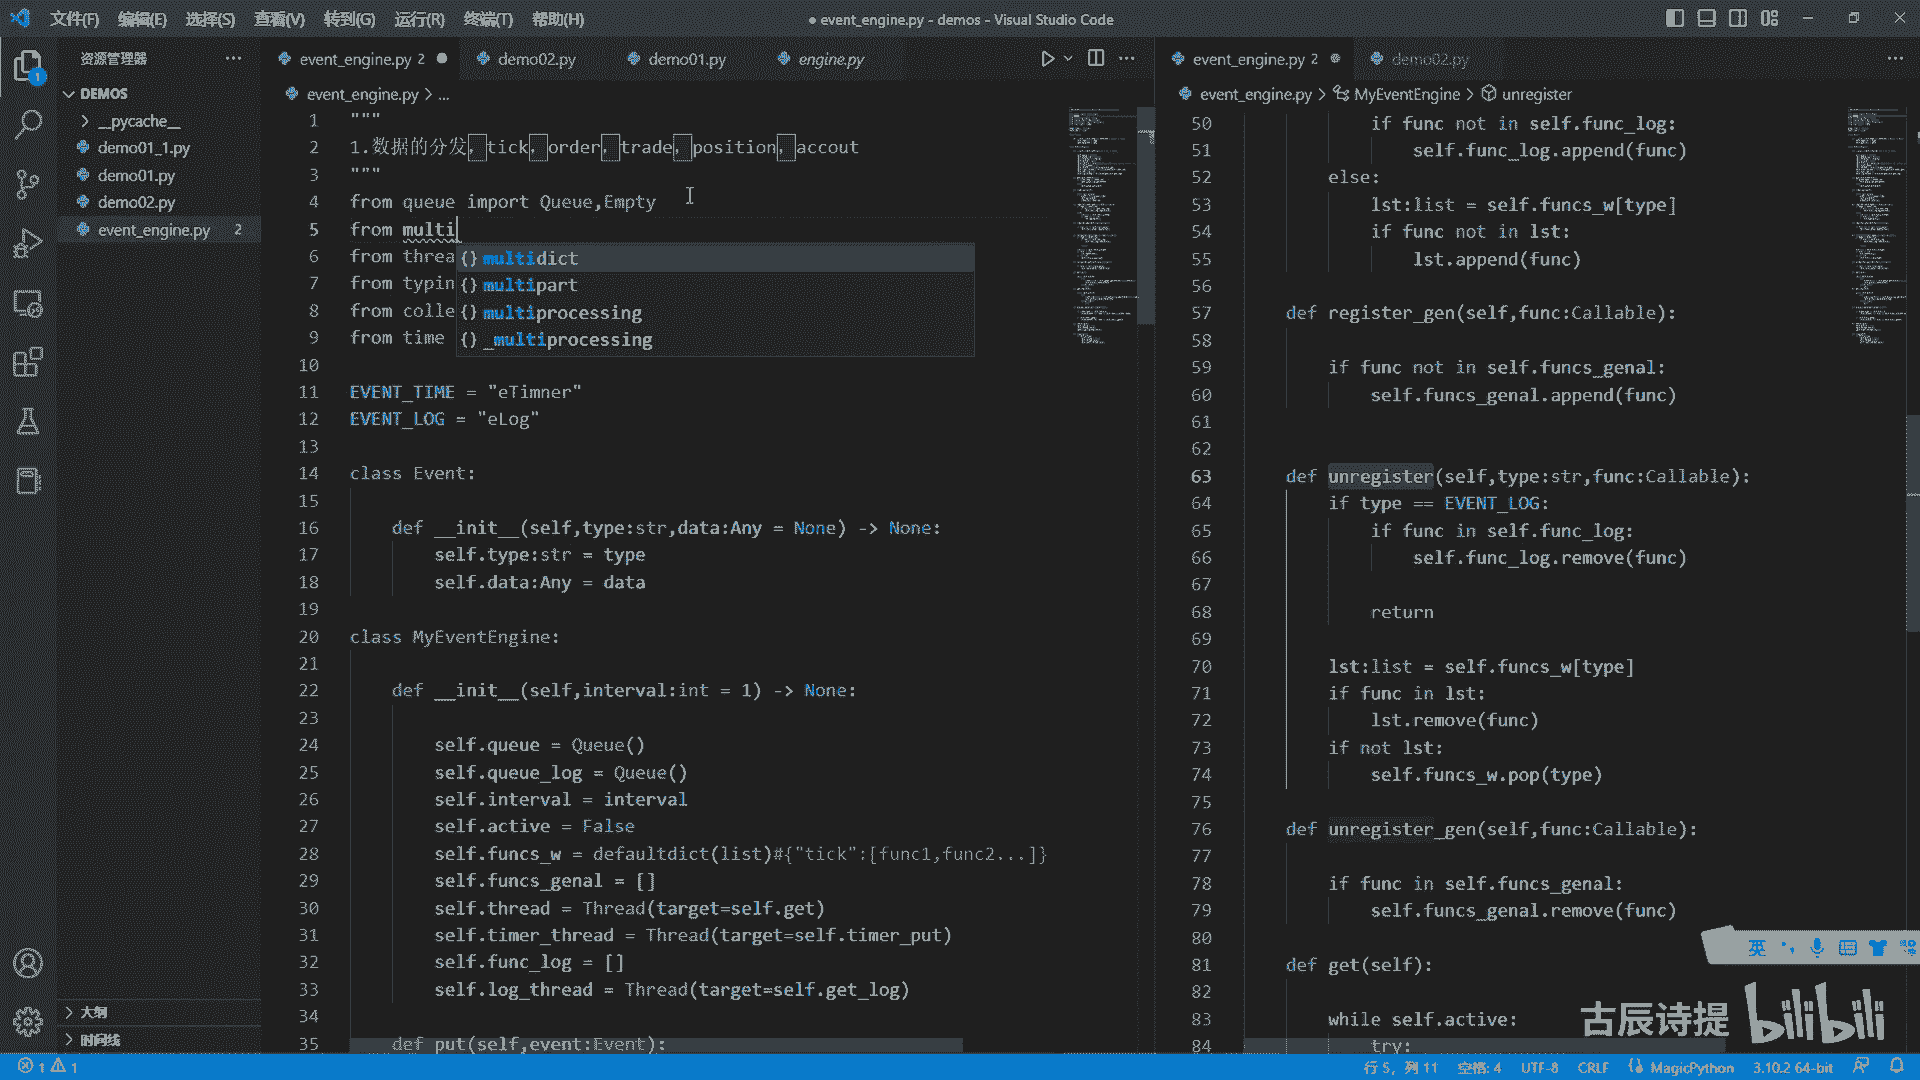 文件(F) 编辑(E) 选择(S) 查看(V) 转到(G) 运行(R) 终端(T) 帮助(H)
● event_engine.py - demos - Visual Studio Code
资源管理器
DEMOS
__pycache__
demo01_1.py
demo01.py
demo02.py
event_engine.py 2
大纲
时间线
event_engine.py 2
demo02.py
demo01.py
event_engine.py
event_engine.py > ...
1 """
2 1.数据的分发，tick，order，trade，position，accout
3 """
4 from queue import Queue,Empty
5 from multi
6 from threa
7 from typin
8 from colle
9 from time
multidict
multipart
multiprocessing
_multiprocessing
10
11 EVENT_TIME = "eTimner"
12 EVENT_LOG = "eLog"
13
14 class Event:
15
16 def __init__(self,type:str,data:Any = None) -> None:
17 self.type:str = type
18 self.data:Any = data
19
20 class MyEventEngine:
21
22 def __init__(self,interval:int = 1) -> None:
23
24 self.queue = Queue()
25 self.queue_log = Queue()
26 self.interval = interval
27 self.active = False
28 self.funcs_w = defaultdict(list)#{"tick":[func1,func2...]}
29 self.funcs_genal = []
30 self.thread = Thread(target=self.get)
31 self.timer_thread = Thread(target=self.timer_put)
32 self.func_log = []
33 self.log_thread = Thread(target=self.get_log)
34
35 def put(self,event:Event):
event_engine.py 2
demo02.py
event_engine.py > MyEventEngine > unregister
50 if func not in self.func_log:
51 self.func_log.append(func)
52 else:
53 lst:list = self.funcs_w[type]
54 if func not in lst:
55 lst.append(func)
56
57 def register_gen(self,func:Callable):
58
59 if func not in self.funcs_genal:
60 self.funcs_genal.append(func)
61
62
63 def unregister(self,type:str,func:Callable):
64 if type == EVENT_LOG:
65 if func in self.func_log:
66 self.func_log.remove(func)
67
68 return
69
70 lst:list = self.funcs_w[type]
71 if func in lst:
72 lst.remove(func)
73 if not lst:
74 self.funcs_w.pop(type)
75
76 def unregister_gen(self,func:Callable):
77
78 if func in self.funcs_genal:
79 self.funcs_genal.remove(func)
80
81 def get(self):
82
83 while self.active:
84 try:
英
古辰诗提 bilibili
1 1
行 5，列 11 空格: 4 UTF-8 CRLF MagicPython 3.10.2 64-bit